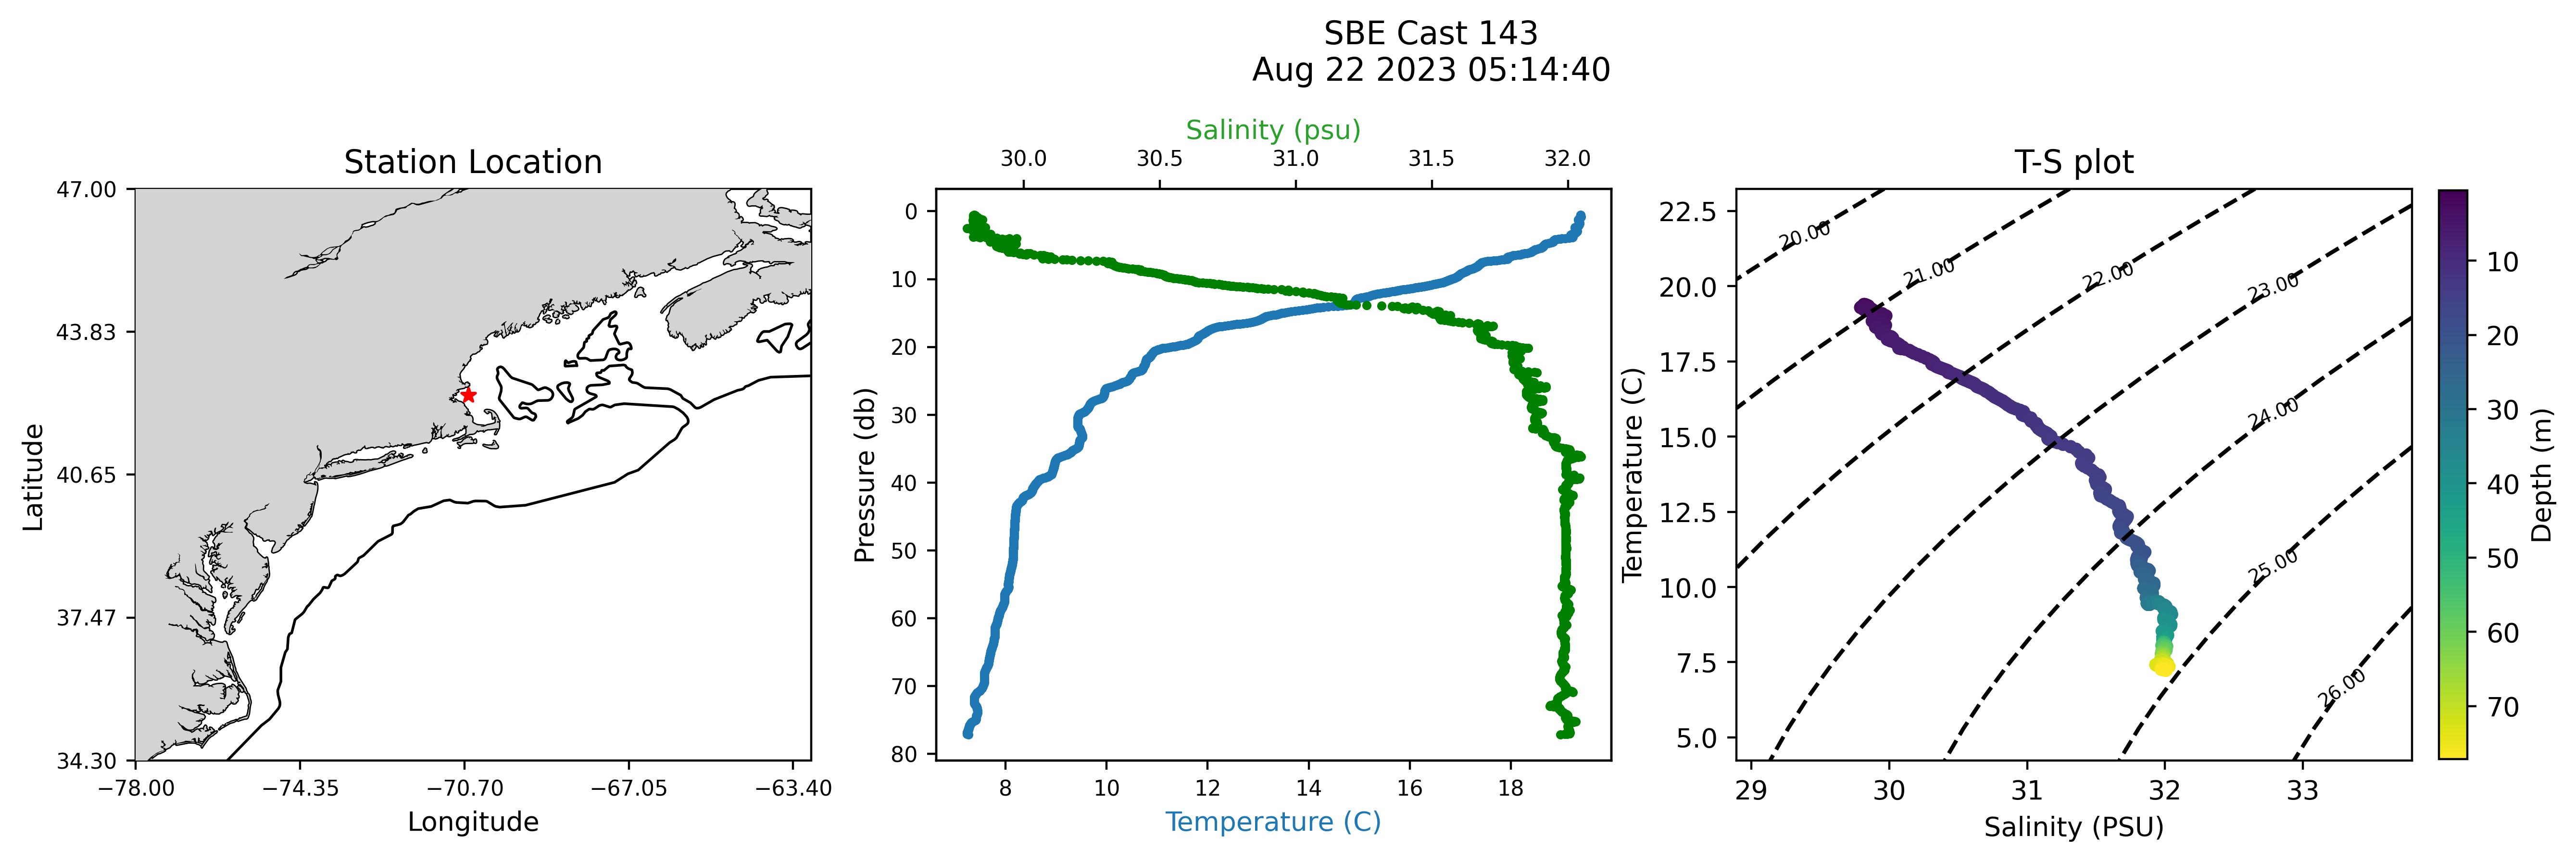 SBE Cast 143
Aug 22 2023 05:14:40
Station Location
47.00
43.83
40.65
37.47
34.30
Latitude
−78.00 −74.35 −70.70 −67.05 −63.40
Longitude
Salinity (psu)
30.0 30.5 31.0 31.5 32.0
0
10
20
30
40
50
60
70
80
Pressure (db)
8 10 12 14 16 18
Temperature (C)
T-S plot
22.5
20.0
17.5
15.0
12.5
10.0
7.5
5.0
Temperature (C)
20.00
21.00
22.00
23.00
24.00
25.00
26.00
29 30 31 32 33
Salinity (PSU)
10
20
30
40
50
60
70
Depth (m)